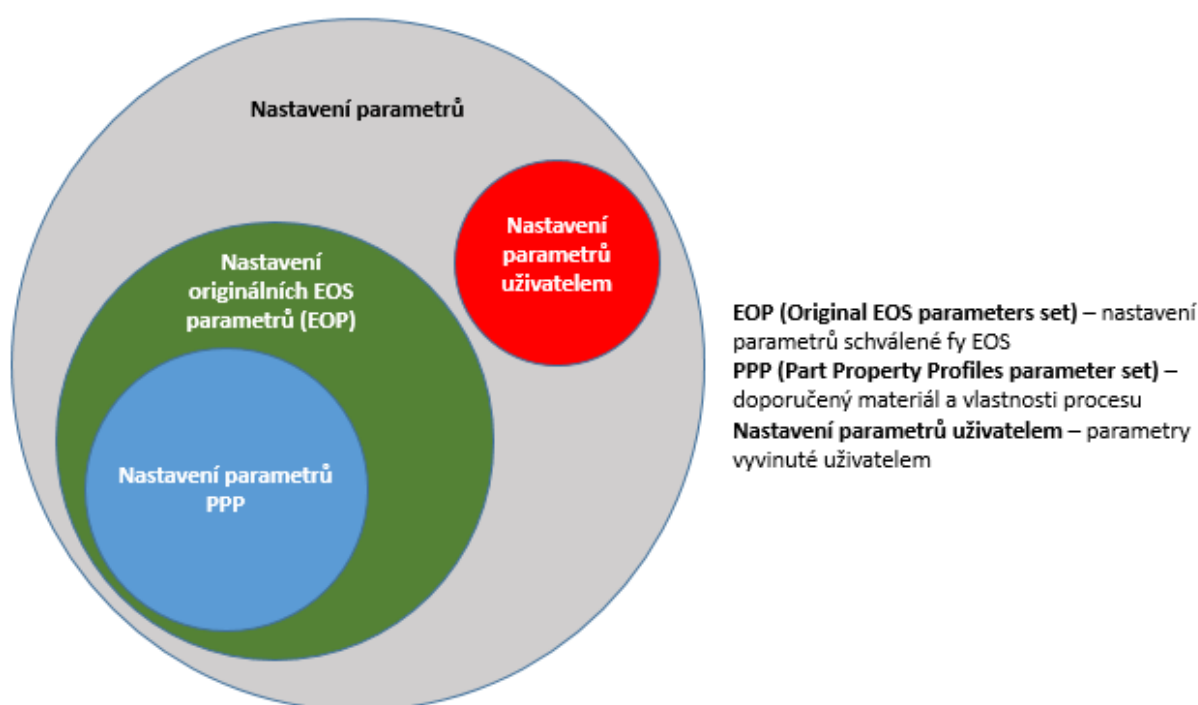 Nastavení parametrů
Nastavení
parametrů
uživatelem
Nastavení
originálních EOS
parametrů (EOP)
Nastavení parametrů
PPP
EOP (Original EOS parameters set) – nastavení
parametrů schválené fy EOS
PPP (Part Property Profiles parameter set) –
doporučený materiál a vlastnosti procesu
Nastavení parametrů uživatelem – parametry
vyvinuté uživatelem